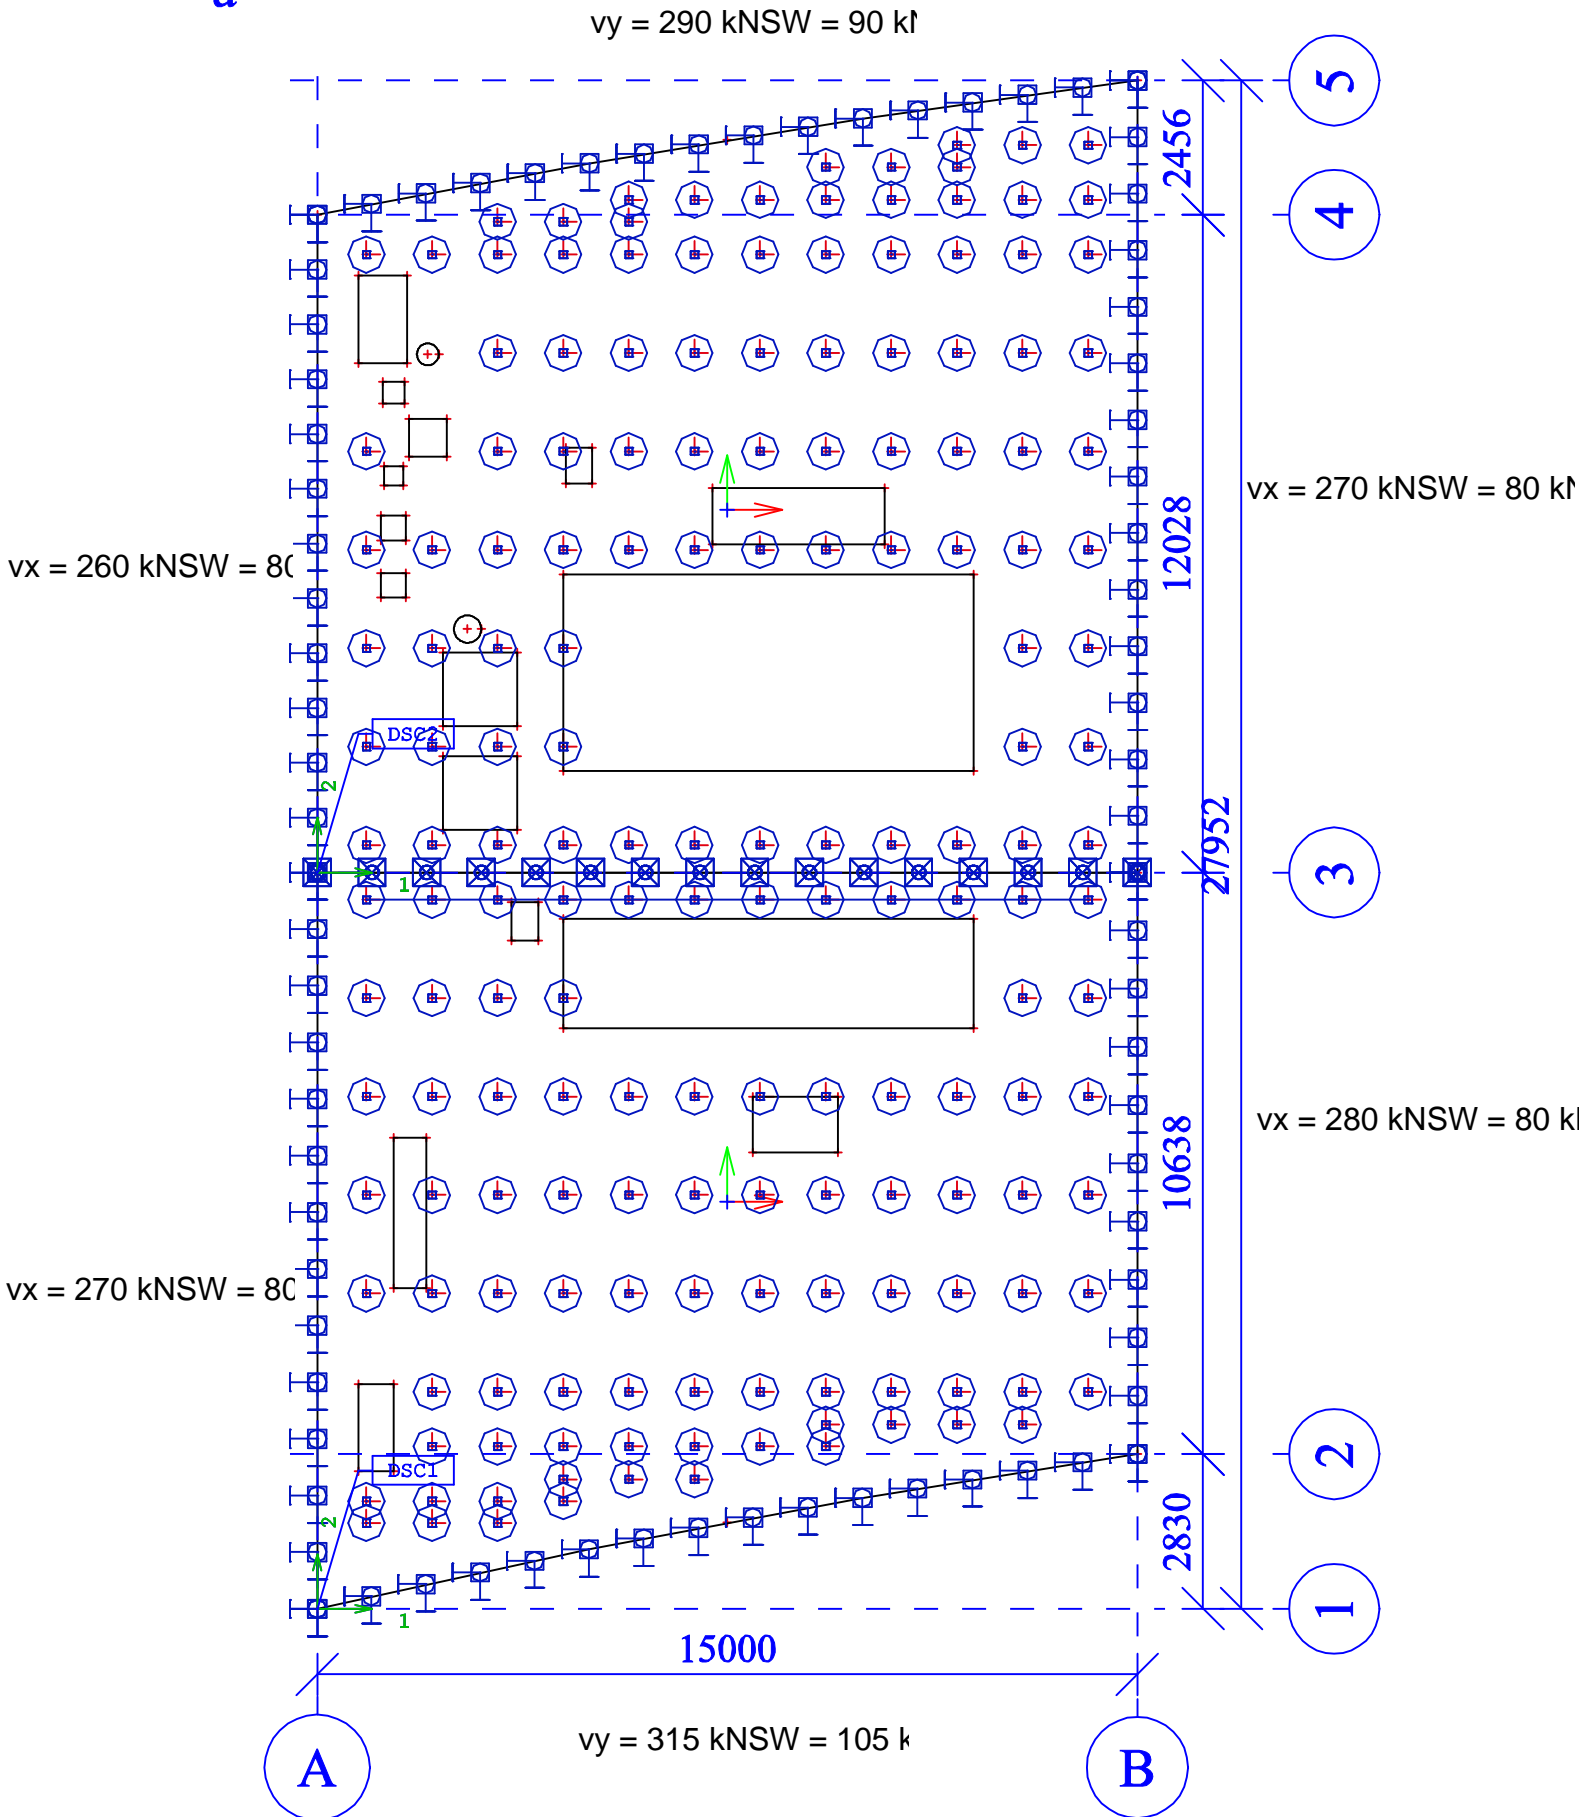 a
vy = 290 kNSW = 90 kN
5
2456
4
vx = 270 kNSW = 80 kN
12028
vx = 260 kNSW = 80
DSC2
2
27952
1
3
vx = 280 kNSW = 80 kN
10638
vx = 270 kNSW = 80
2
DSC1
2
2830
1
1
15000
vy = 315 kNSW = 105 k
A
B